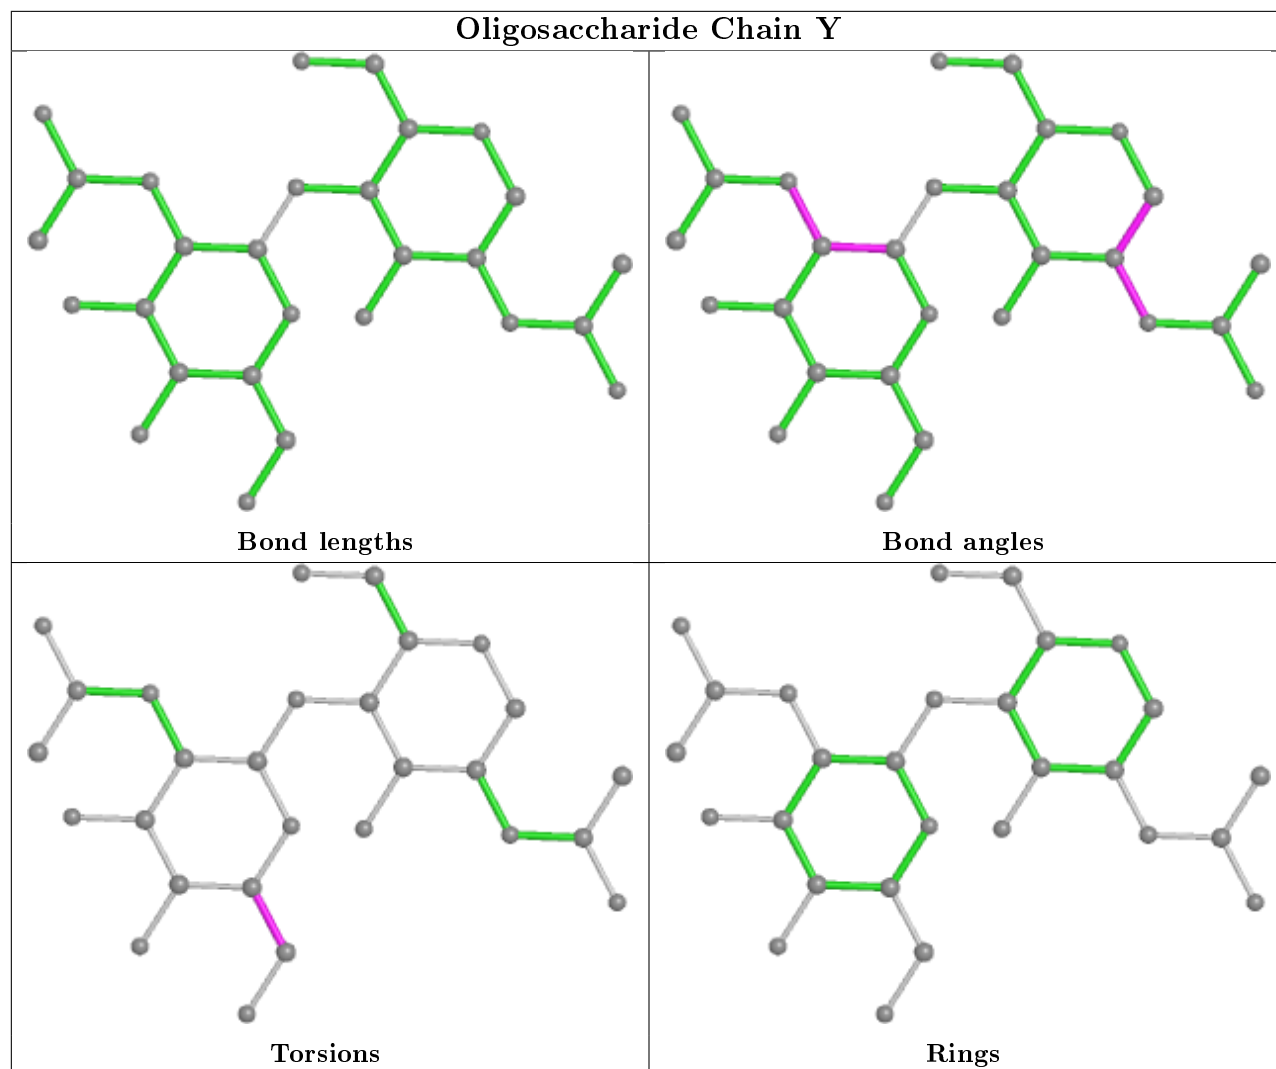 Oligosaccharide Chain Y
Bond lengths
Bond angles
Torsions
Rings